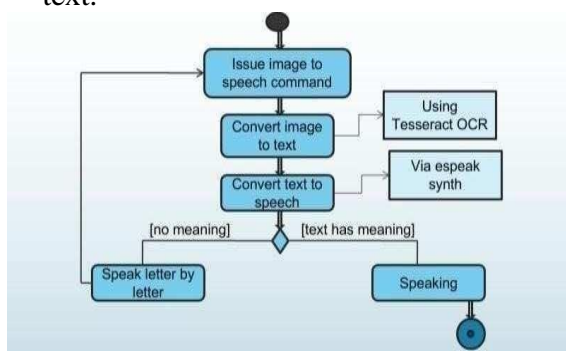 text.
Issue image to
speech command
Using
Tesseract OCR
Convert image
to text
Via espeak
synth
Convert text to
speech
[no meaning]
[text has meaning]
Speak letter by
letter
Speaking